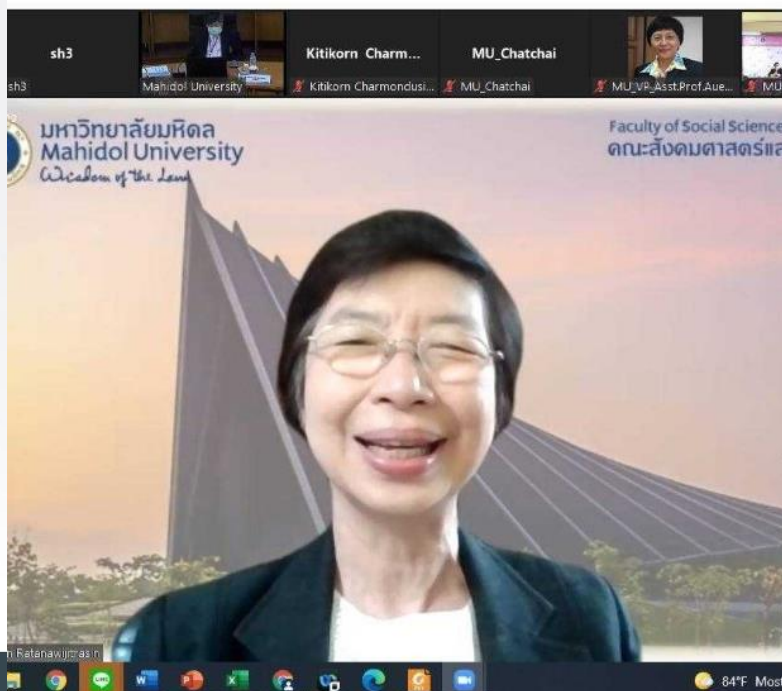 sh3
Kitikorn Charm...
MU_Chatchai
sh3
Mahidol University
Kitikorn Charmondusi...
MU_Chatchai
MU_VP_Asst.Prof.Aue...
MU
มหาวิทยาลัยมหิดล
Mahidol University
Wisdom of the Land
Faculty of Social Science
คณะสังคมศาสตร์และ
n Ratanawijitrasin
84°F Most